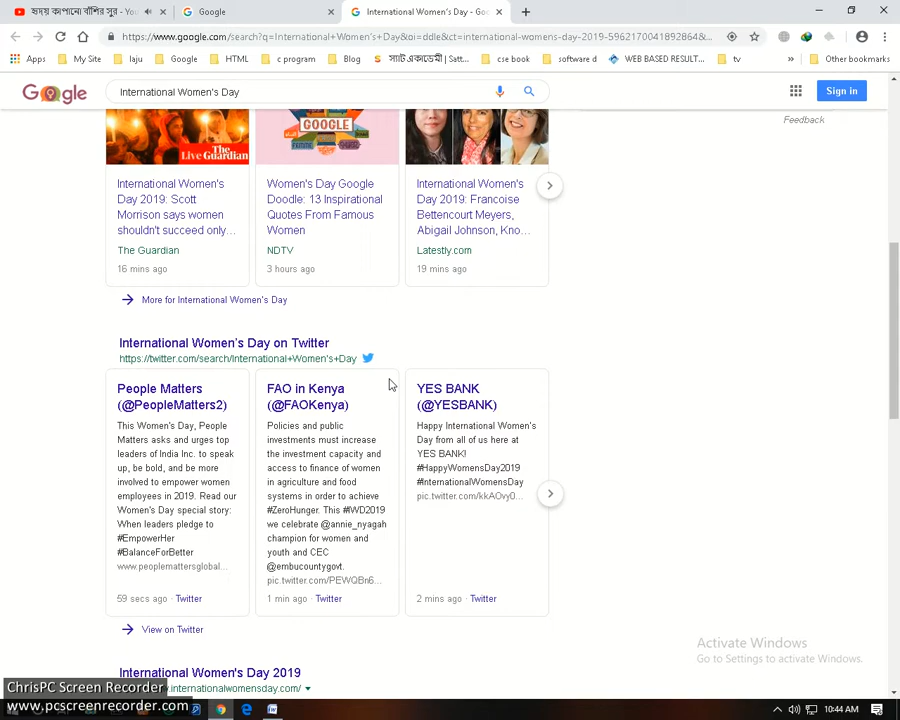 হৃদয় কাপানো বাঁশির সুর - You
Google
International Women's Day - Goo
https://www.google.com/search?q=International+Women's+Day&oi=ddle&ct=international-womens-day-2019-5962170041892864&...
Apps
My Site
laju
Google
HTML
c program
Blog
স্যাট একাডেমী | Satt...
cse book
software d
WEB BASED RESULT...
tv
»
Other bookmarks
Google
International Women's Day
Sign in
Feedback
The Live Guardian
GOOGLE
International Women's
Day 2019: Scott
Morrison says women
shouldn't succeed only...
The Guardian
16 mins ago
Women's Day Google
Doodle: 13 Inspirational
Quotes From Famous
Women
NDTV
3 hours ago
International Women's
Day 2019: Francoise
Bettencourt Meyers,
Abigail Johnson, Kno...
Latestly.com
19 mins ago
More for International Women's Day
International Women's Day on Twitter
https://twitter.com/search/International+Women's+Day
People Matters
(@PeopleMatters2)
This Women's Day, People
Matters asks and urges top
leaders of India Inc. to speak
up, be bold, and be more
involved to empower women
employees in 2019. Read our
Women's Day special story:
When leaders pledge to
#EmpowerHer
#BalanceForBetter
www.peoplemattersglobal...
59 secs ago · Twitter
FAO in Kenya
(@FAOKenya)
Policies and public
investments must increase
the investment capacity and
access to finance of women
in agriculture and food
systems in order to achieve
#ZeroHunger. This #IWD2019
we celebrate @annie_nyagah
champion for women and
youth and CEC
@embucountygovt.
pic.twitter.com/PEWQBn6...
1 min ago · Twitter
YES BANK
(@YESBANK)
Happy International Women's
Day from all of us here at
YES BANK!
#HappyWomensDay2019
#InternationalWomensDay
pic.twitter.com/kkAOvy0...
2 mins ago · Twitter
View on Twitter
International Women's Day 2019
w.internationalwomensday.com/
Activate Windows
Go to Settings to activate Windows.
ChrisPC Screen Recorder
www.pcscreenrecorder.com
10:44 AM